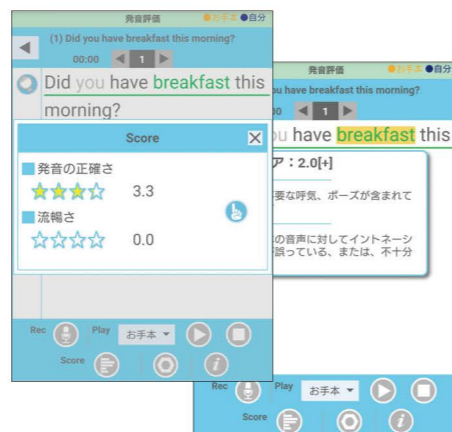 発音評価 ●お手本 ●自分
(1) Did you have breakfast this morning?
00:00 1
Did you have breakfast this
morning?
Score
発音の正確さ
3.3
流暢さ
0.0
Rec Play お手本
Score
発音評価 ●お手本 ●自分
ou have breakfast this morning?
00 1
ou have breakfast this
ア：2.0[+]
要な呼気、ポーズが含まれて
の音声に対してイントネーシ
が誤っている、または、不十分
Rec Play お手本
Score